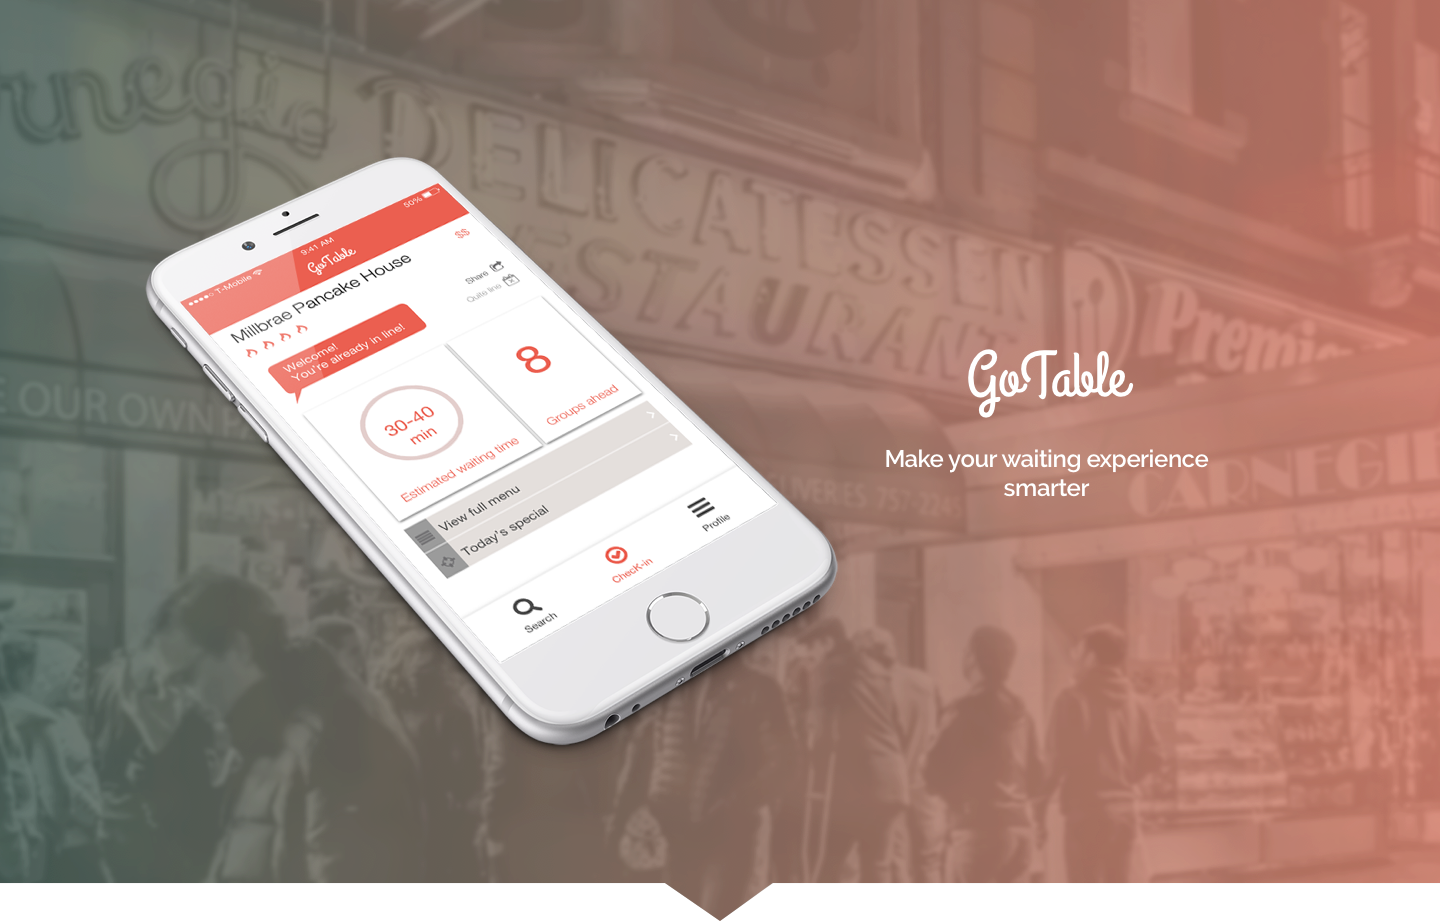 rnegie DELICATESSEN
RESTAURANT
Premi
E OUR OWN
CARNEGIE
50%
9:41 AM
T-Mobile
GoTable
$$
Millbrae Pancake House
Share
Quite line
Welcome!
You're already in line!
30-40
min
Estimated waiting time
8
Groups ahead
View full menu
Today's special
Search
ChecK-in
Profile
GoTable
Make your waiting experience
smarter